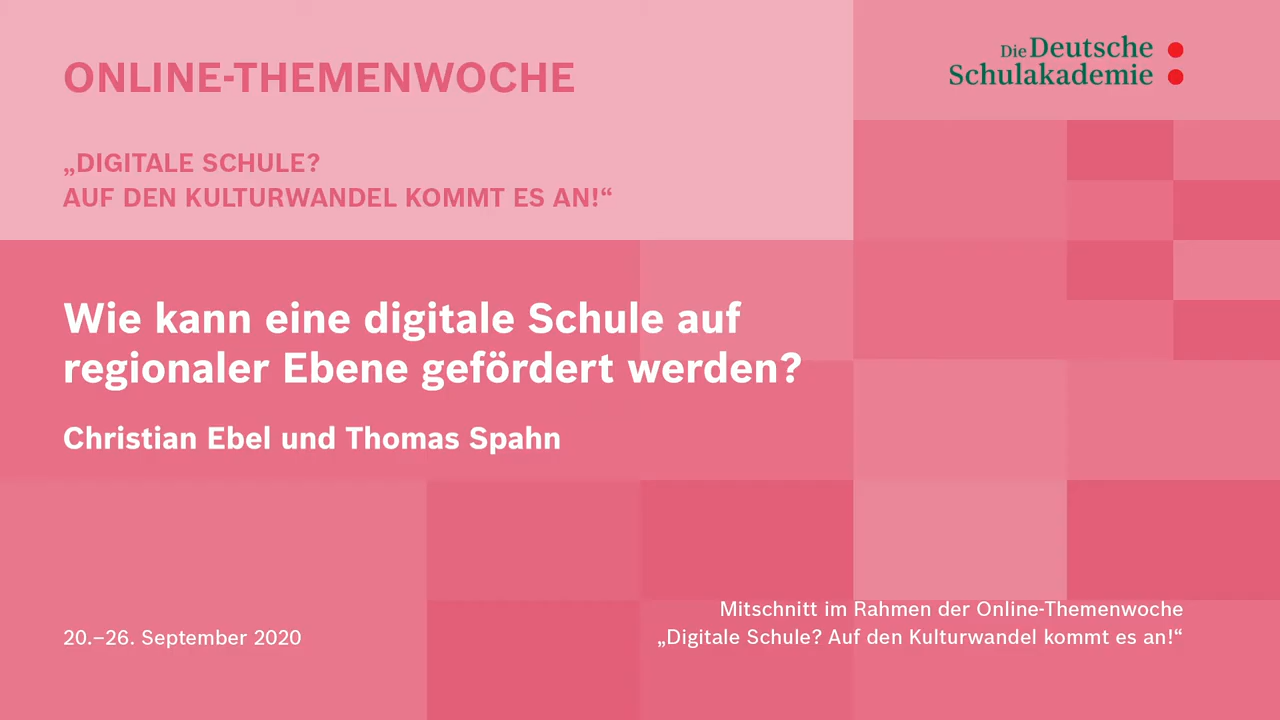 ONLINE-THEMENWOCHE
Die Deutsche
Schulakademie
„DIGITALE SCHULE?
AUF DEN KULTURWANDEL KOMMT ES AN!“
Wie kann eine digitale Schule auf
regionaler Ebene gefördert werden?
Christian Ebel und Thomas Spahn
20.–26. September 2020
Mitschnitt im Rahmen der Online-Themenwoche
„Digitale Schule? Auf den Kulturwandel kommt es an!“